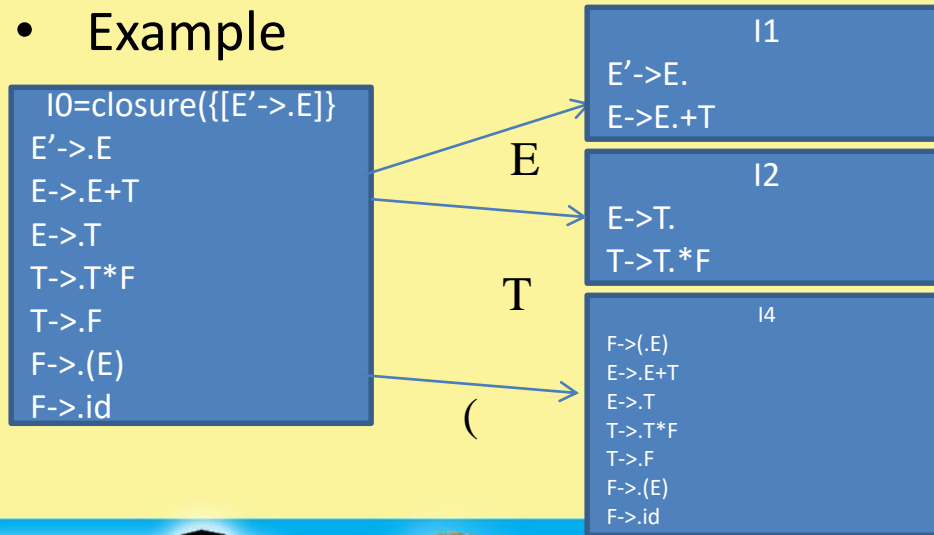 • Example
I0=closure({[E’->.E]}
E’->.E
E->.E+T
E->.T
T->.T*F
T->.F
F->.(E)
F->.id
E
T
(
I1
E’->E.
E->E.+T
I2
E->T.
T->T.*F
I4
F->(.E)
E->.E+T
E->.T
T->.T*F
T->.F
F->.(E)
F->.id